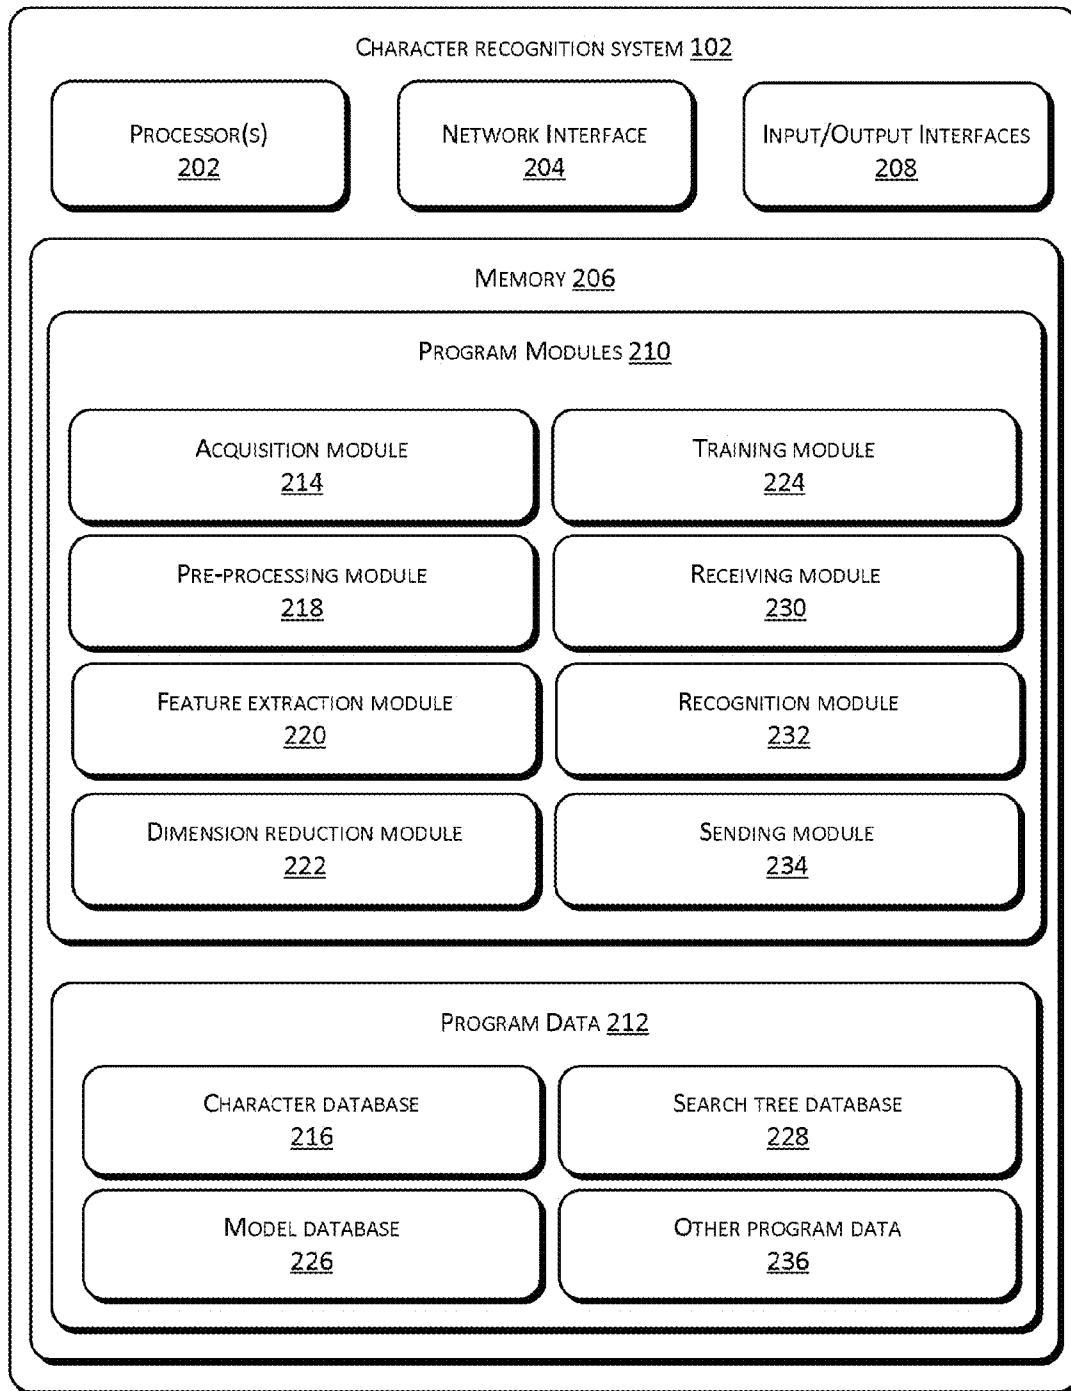 CHARACTER RECOGNITION SYSTEM 102
PROCESSOR(S)
202
NETWORK INTERFACE
204
INPUT/OUTPUT INTERFACES
208
MEMORY 206
PROGRAM MODULES 210
ACQUISITION MODULE
214
TRAINING MODULE
224
PRE-PROCESSING MODULE
218
RECEIVING MODULE
230
FEATURE EXTRACTION MODULE
220
RECOGNITION MODULE
232
DIMENSION REDUCTION MODULE
222
SENDING MODULE
234
PROGRAM DATA 212
CHARACTER DATABASE
216
SEARCH TREE DATABASE
228
MODEL DATABASE
226
OTHER PROGRAM DATA
236